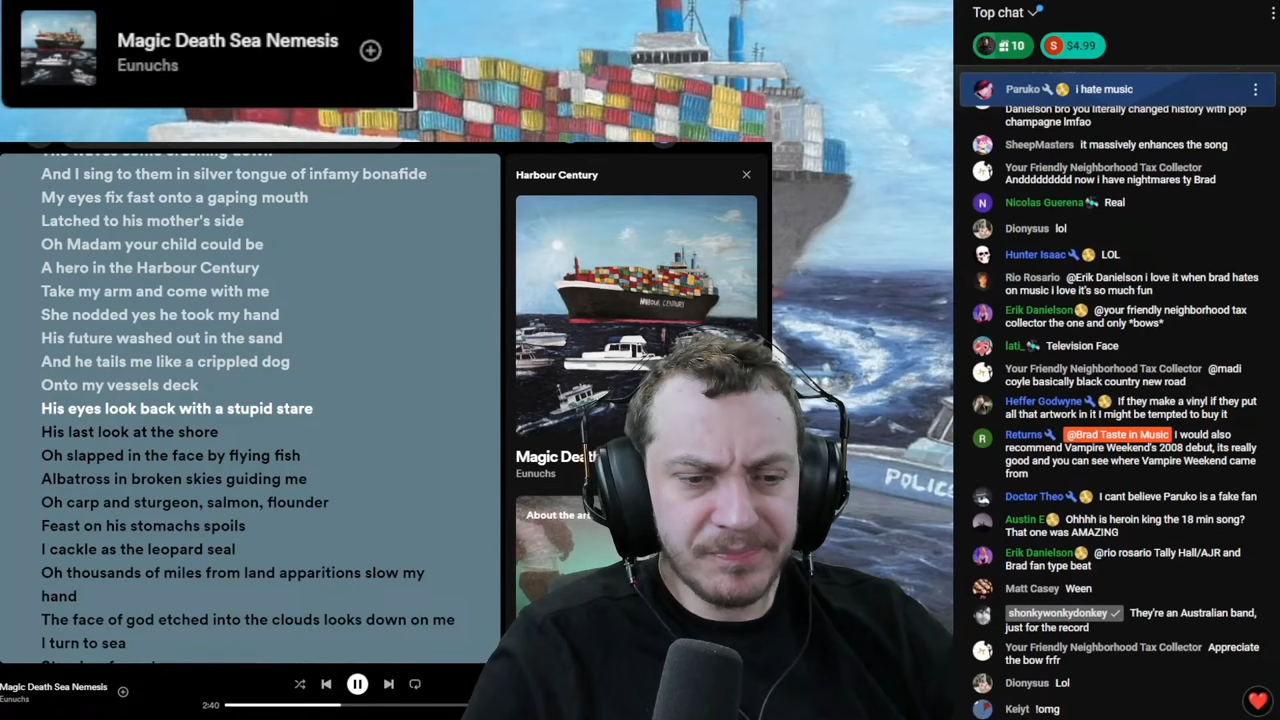 Magic Death Sea Nemesis
Eunuchs
And I sing to them in silver tongue of infamy bonafide
My eyes fix fast onto a gaping mouth
Latched to his mother's side
Oh Madam your child could be
A hero in the Harbour Century
Take my arm and come with me
She nodded yes he took my hand
His future washed out in the sand
And he tails me like a crippled dog
Onto my vessels deck
His eyes look back with a stupid stare
His last look at the shore
Oh slapped in the face by flying fish
Albatross in broken skies guiding me
Oh carp and sturgeon, salmon, flounder
Feast on his stomachs spoils
I cackle as the leopard seal
Oh thousands of miles from land apparitions slow my
hand
The face of god etched into the clouds looks down on me
I turn to sea
Magic Death Sea Nemesis
Eunuchs
2:40
Harbour Century
HARBOUR CENTURY
Magic Deat
Eunuchs
About the art
POLICE
Top chat
10
S $4.99
Paruko i hate music
Danielson bro you literally changed history with pop
champagne lmfao
SheepMasters it massively enhances the song
Your Friendly Neighborhood Tax Collector
Anddddddddd now i have nightmares ty Brad
N Nicolas Guerena Real
Dionysus lol
Hunter Isaac LOL
Rio Rosario @Erik Danielson i love it when brad hates
on music i love it's so much fun
Erik Danielson @your friendly neighborhood tax
collector the one and only *bows*
lati_ Television Face
Your Friendly Neighborhood Tax Collector @madi
coyle basically black country new road
Heffer Godwyne If they make a vinyl if they put
all that artwork in it I might be tempted to buy it
R Returns @Brad Taste in Music I would also
recommend Vampire Weekend's 2008 debut, its really
good and you can see where Vampire Weekend came
from
Doctor Theo I cant believe Paruko is a fake fan
Austin E Ohhhh is heroin king the 18 min song?
That one was AMAZING
Erik Danielson @rio rosario Tally Hall/AJR and
Brad fan type beat
Matt Casey Ween
shonkywonkydonkey They're an Australian band,
just for the record
Your Friendly Neighborhood Tax Collector Appreciate
the bow frfr
Dionysus Lol
Keiyt !omg